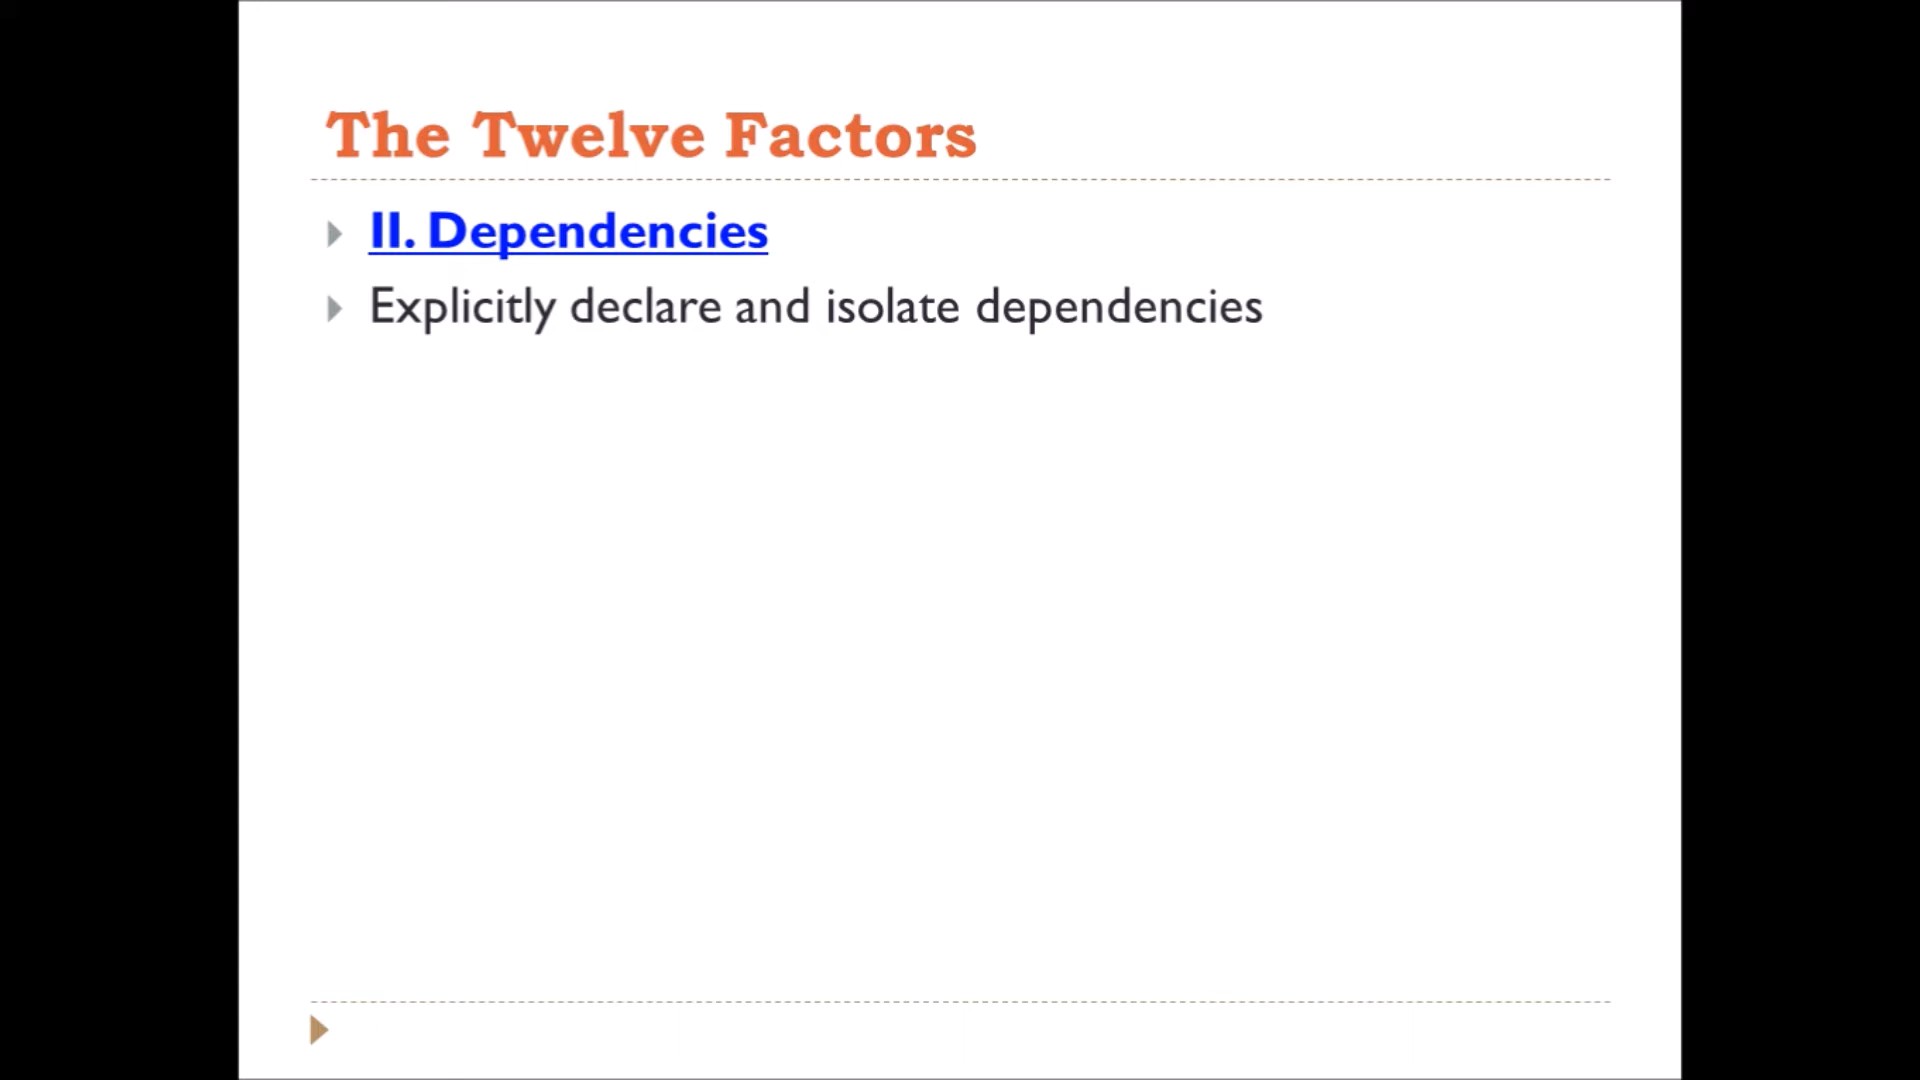 The Twelve Factors
II. Dependencies
Explicitly declare and isolate dependencies